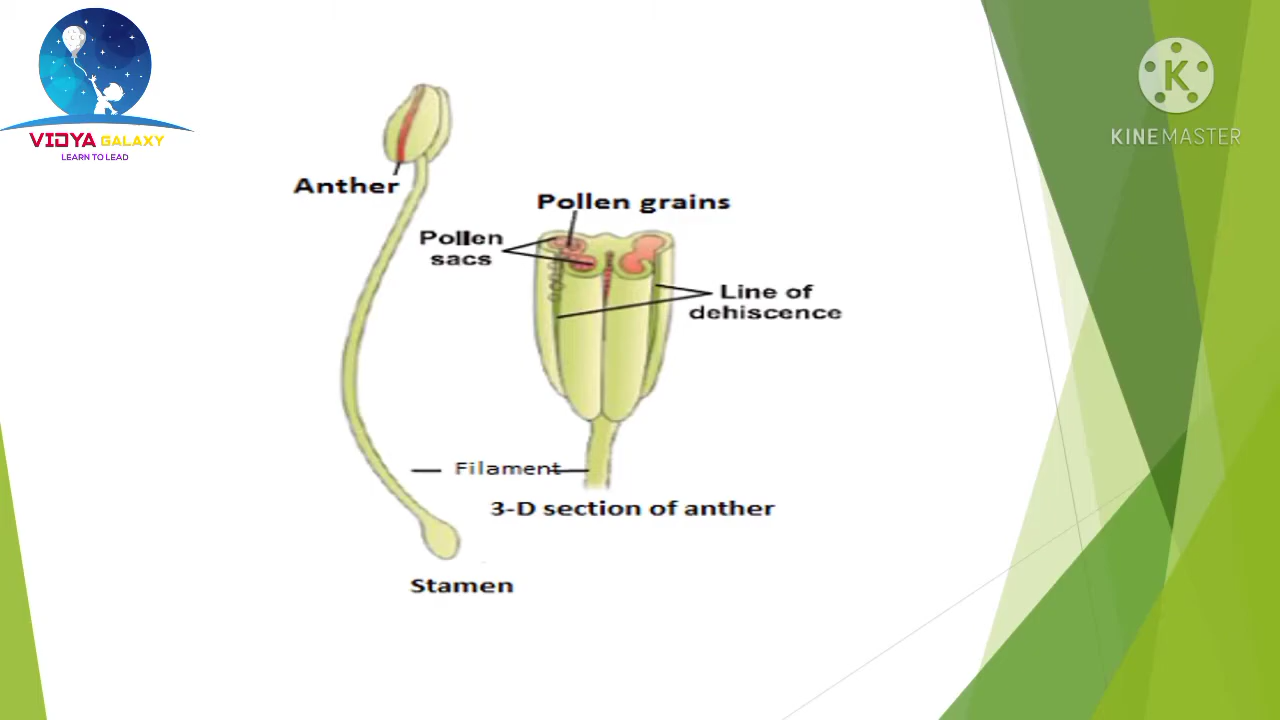 VIDYA GALAXY
LEARN TO LEAD
K
KINEMASTER
Anther
Pollen grains
Pollen
sacs
Line of
dehiscence
Filament
3-D section of anther
Stamen